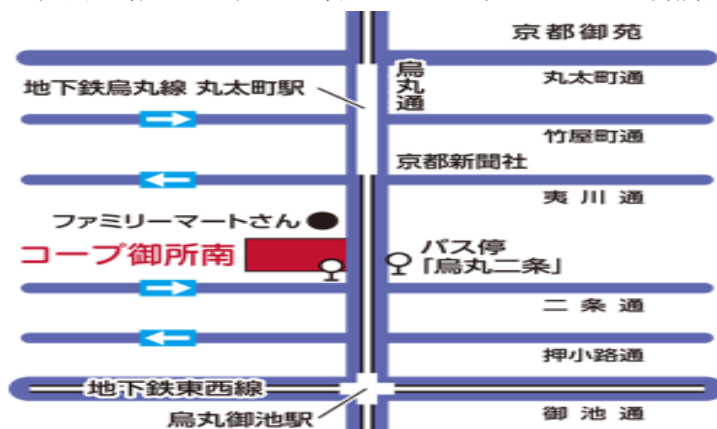 京都御苑
烏丸通
丸太町通
地下鉄烏丸線 丸太町駅
竹屋町通
京都新聞社
夷川通
ファミリーマートさん
コープ御所南
バス停
「烏丸二条」
二条通
押小路通
地下鉄東西線
烏丸御池駅
御池通